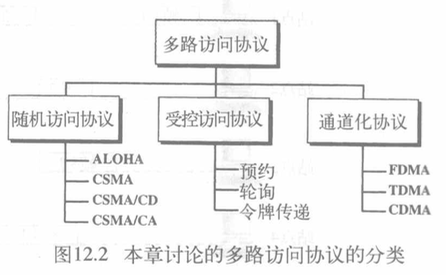 多路访问协议
随机访问协议
受控访问协议
通道化协议
ALOHA
CSMA
CSMA/CD
CSMA/CA
预约
轮询
令牌传递
FDMA
TDMA
CDMA
图12.2 本章讨论的多路访问协议的分类